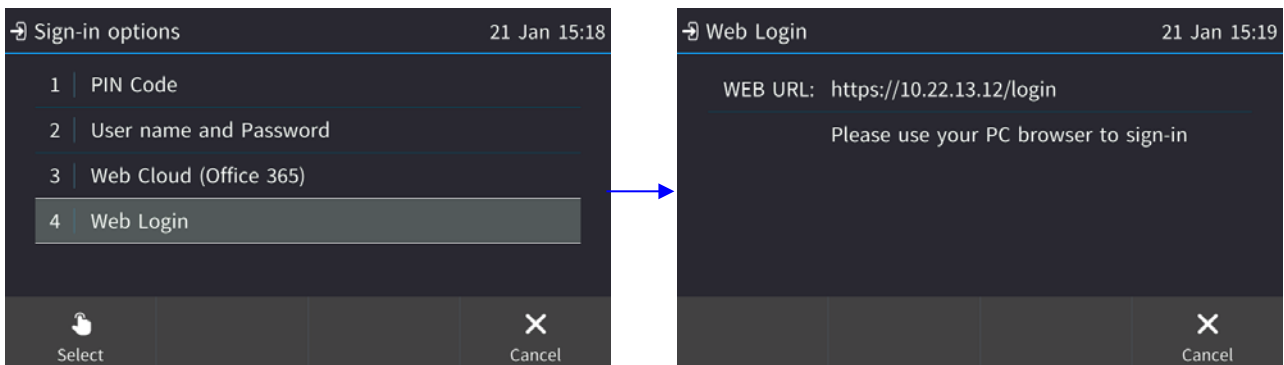 Sign-in options 21 Jan 15:18
1 PIN Code
2 User name and Password
3 Web Cloud (Office 365)
4 Web Login
Select Cancel
Web Login 21 Jan 15:19
WEB URL: https://10.22.13.12/login
Please use your PC browser to sign-in
Cancel